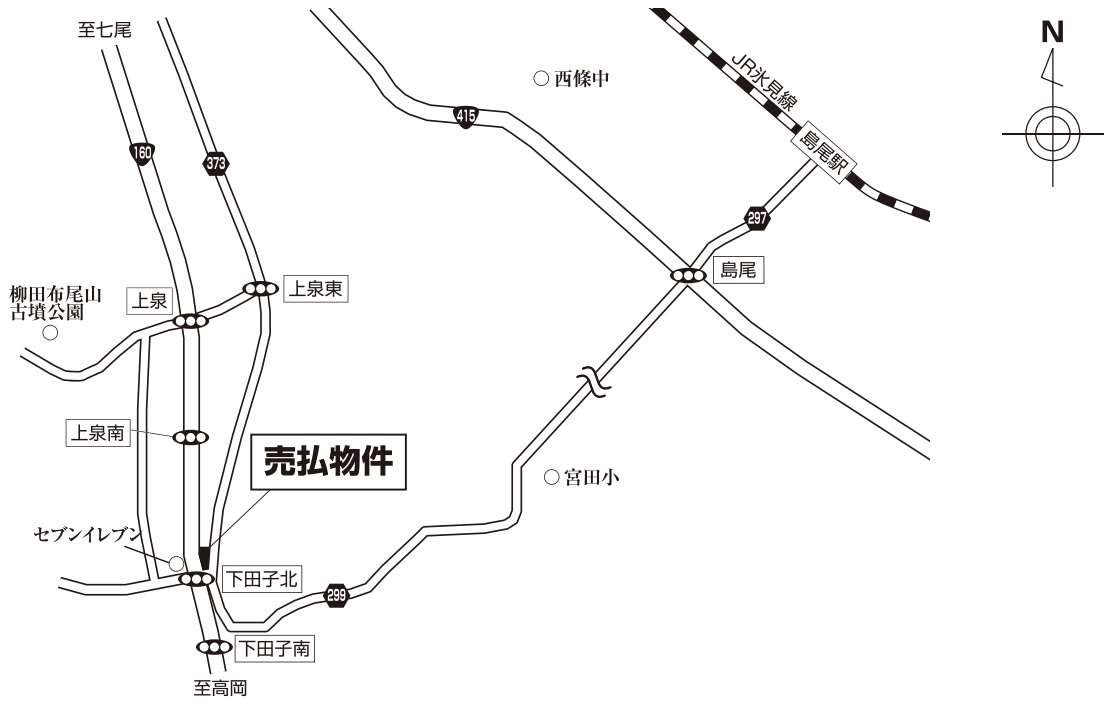 至七尾
N
西條中
JR氷見線
415
島尾駅
160
373
297
島尾
柳田布尾山
古墳公園
上泉
上泉東
上泉南
売払物件
宮田小
セブンイレブン
下田子北
299
下田子南
至高岡